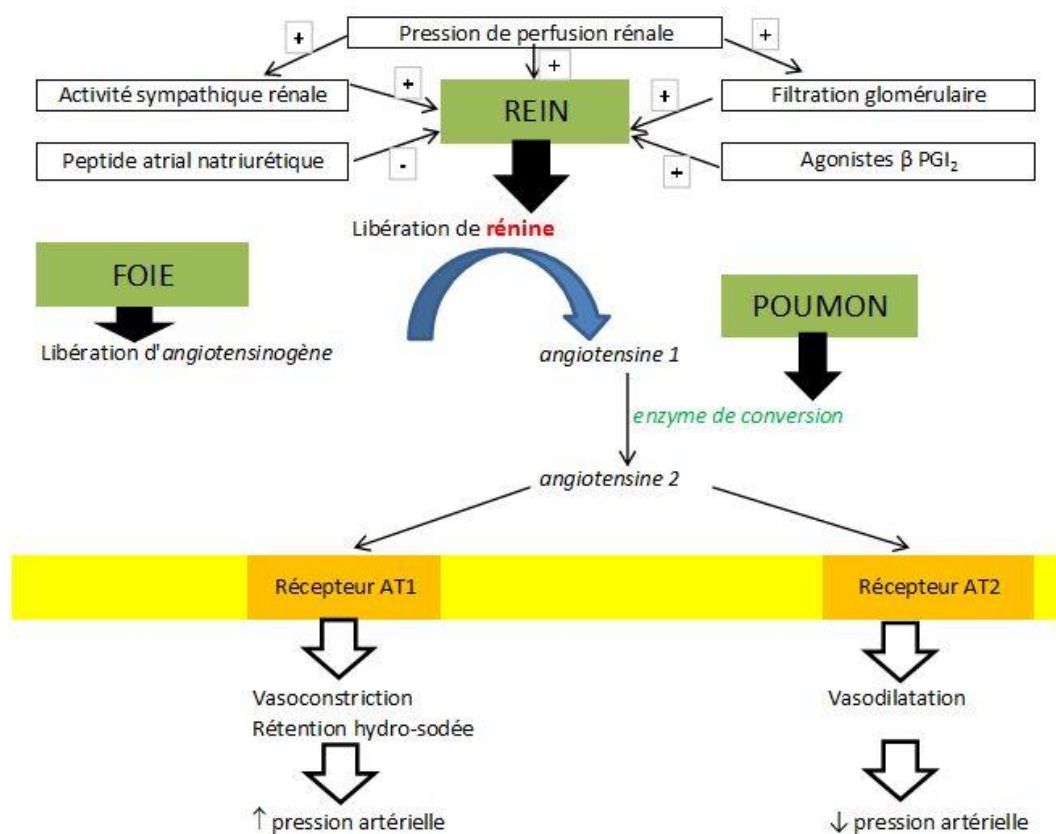 Pression de perfusion rénale
+
+
+
Activité sympathique rénale
+
REIN
+
Filtration glomérulaire
Peptide atrial natriurétique
-
+
Agonistes β PGI₂
Libération de rénine
FOIE
POUMON
Libération d'angiotensinogène
angiotensine 1
enzyme de conversion
angiotensine 2
Récepteur AT1
Récepteur AT2
Vasoconstriction
Rétention hydro-sodée
Vasodilatation
↑ pression artérielle
↓ pression artérielle